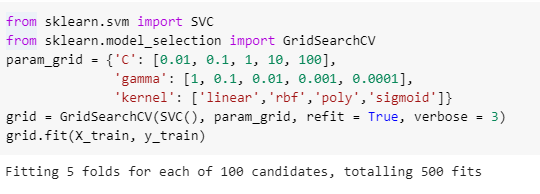 from sklearn.svm import SVC
from sklearn.model_selection import GridSearchCV
param_grid = {'C': [0.01, 0.1, 1, 10, 100],
'gamma': [1, 0.1, 0.01, 0.001, 0.0001],
'kernel': ['linear','rbf','poly','sigmoid']}
grid = GridSearchCV(SVC(), param_grid, refit = True, verbose = 3)
grid.fit(X_train, y_train)
Fitting 5 folds for each of 100 candidates, totalling 500 fits